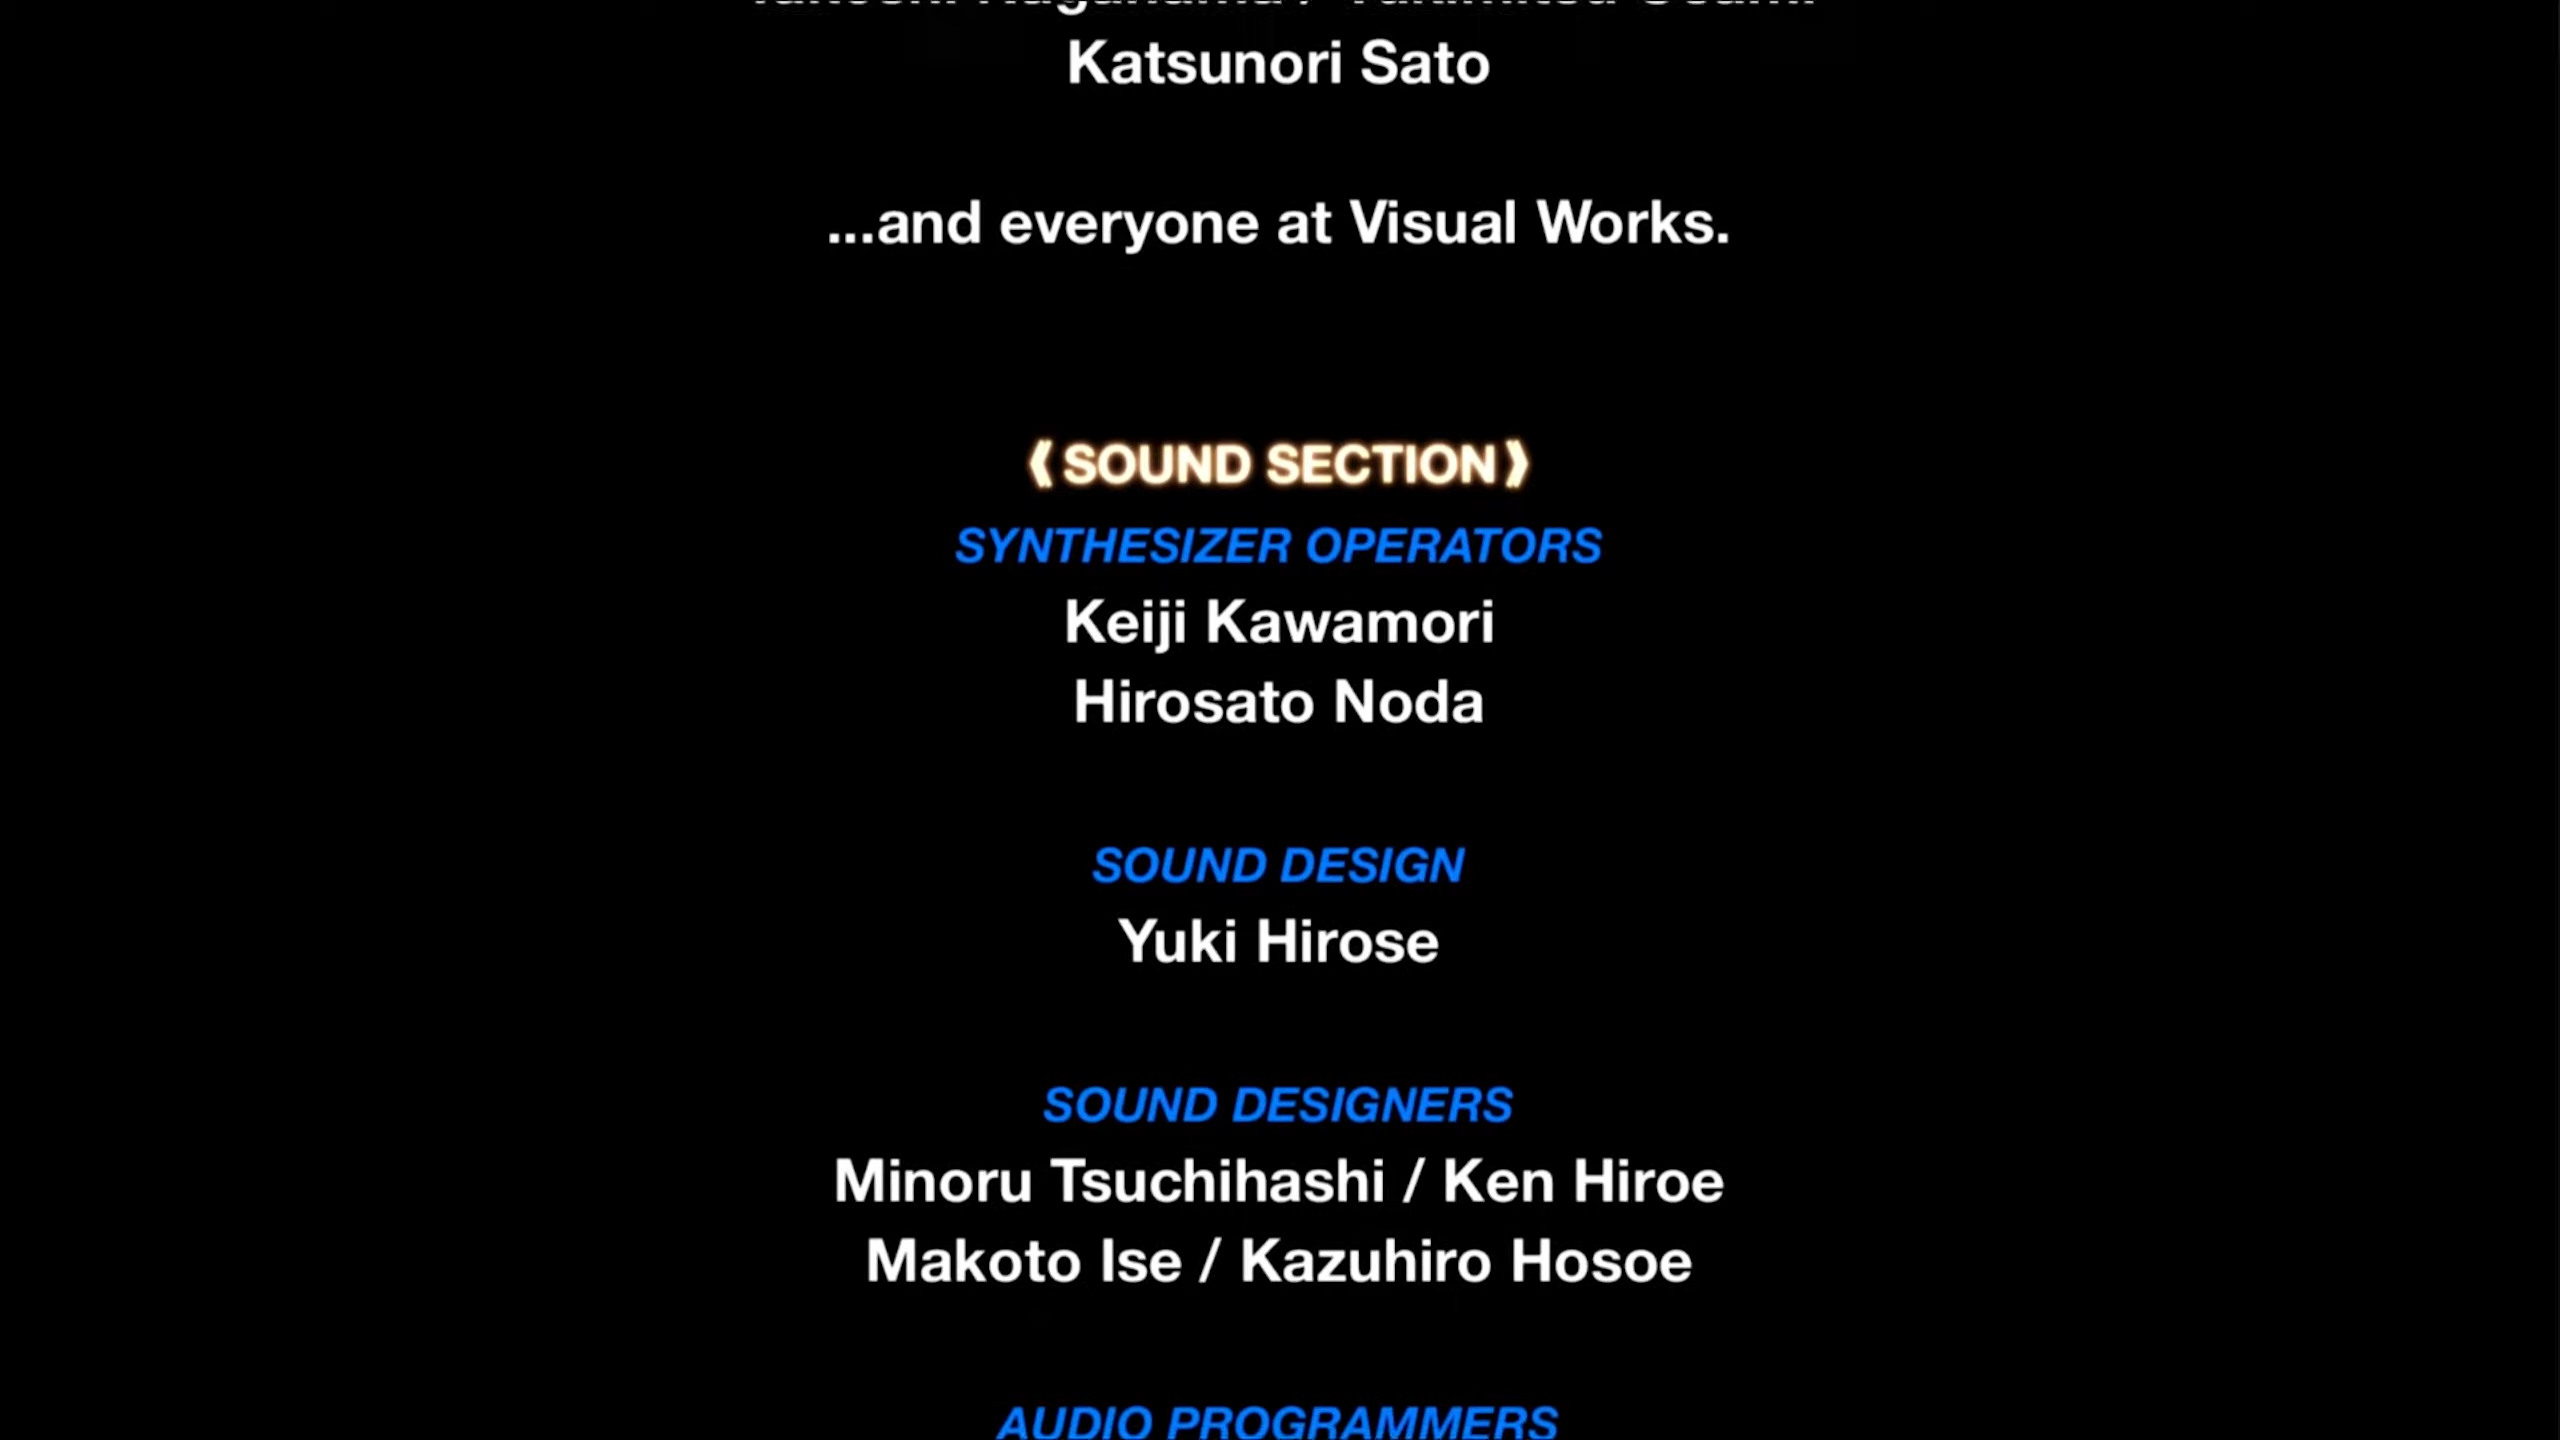 Katsunori Sato
...and everyone at Visual Works.
《SOUND SECTION》
SYNTHESIZER OPERATORS
Keiji Kawamori
Hirosato Noda
SOUND DESIGN
Yuki Hirose
SOUND DESIGNERS
Minoru Tsuchihashi / Ken Hiroe
Makoto Ise / Kazuhiro Hosoe
AUDIO PROGRAMMERS